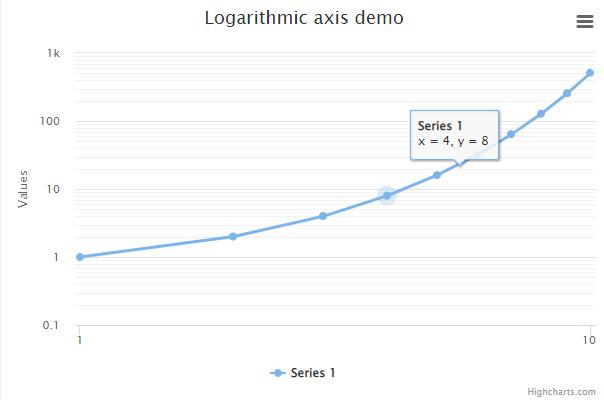 Logarithmic axis demo
1k
100
10
1
0.1
Values
Series 1
x = 4, y = 8
1
10
Series 1
Highcharts.com